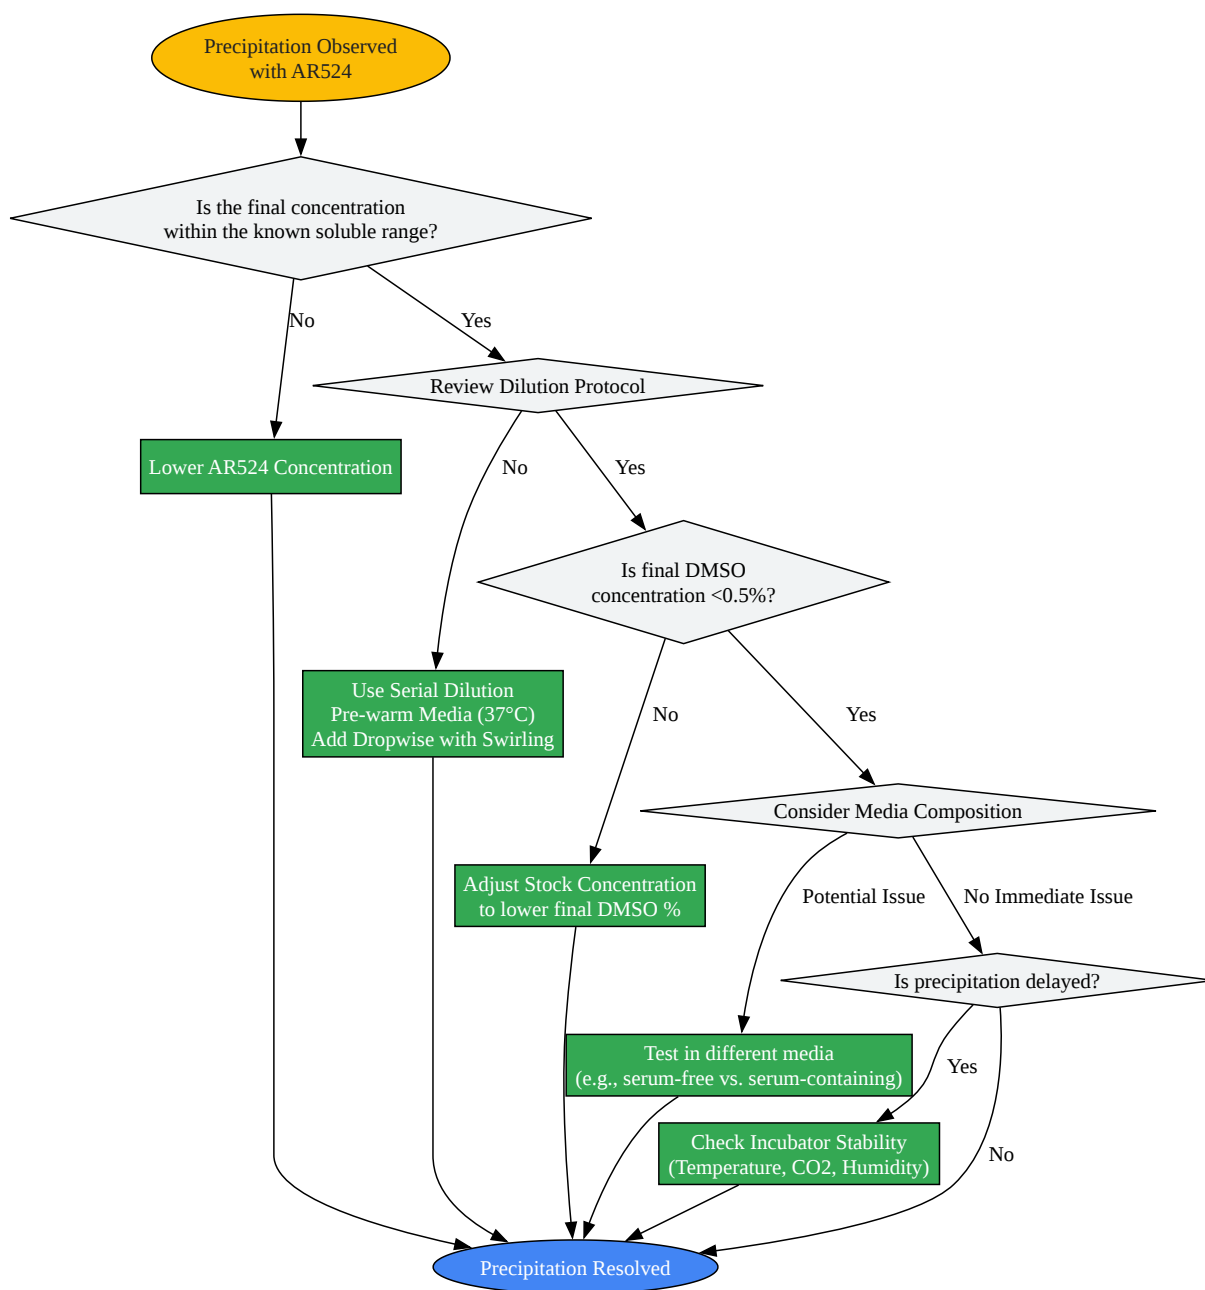 Precipitation Observed
with AR524
Is the final concentration
within the known soluble range?
No
Yes
Review Dilution Protocol
Lower AR524 Concentration
No
Yes
Is final DMSO
concentration <0.5%?
Use Serial Dilution
Pre-warm Media (37°C)
Add Dropwise with Swirling
No
Yes
Consider Media Composition
Adjust Stock Concentration
to lower final DMSO %
Potential Issue
No Immediate Issue
Is precipitation delayed?
Test in different media
(e.g., serum-free vs. serum-containing)
Yes
Check Incubator Stability
(Temperature, CO2, Humidity)
No
Precipitation Resolved